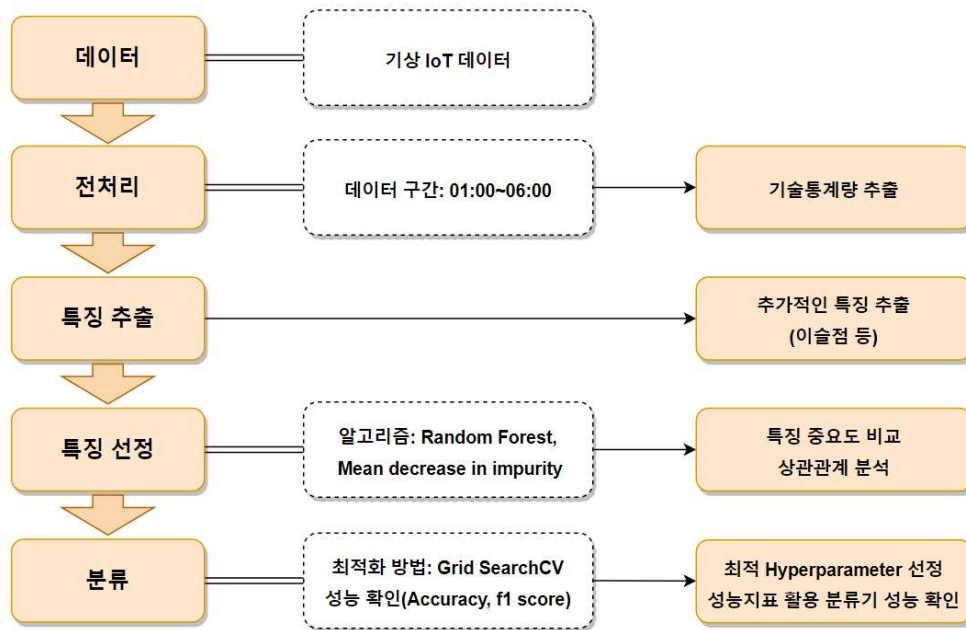 데이터
기상 IoT 데이터
전처리
데이터 구간: 01:00~06:00
기술통계량 추출
특징 추출
추가적인 특징 추출
(이슬점 등)
특징 선정
알고리즘: Random Forest,
Mean decrease in impurity
특징 중요도 비교
상관관계 분석
분류
최적화 방법: Grid SearchCV
성능 확인(Accuracy, f1 score)
최적 Hyperparameter 선정
성능지표 활용 분류기 성능 확인